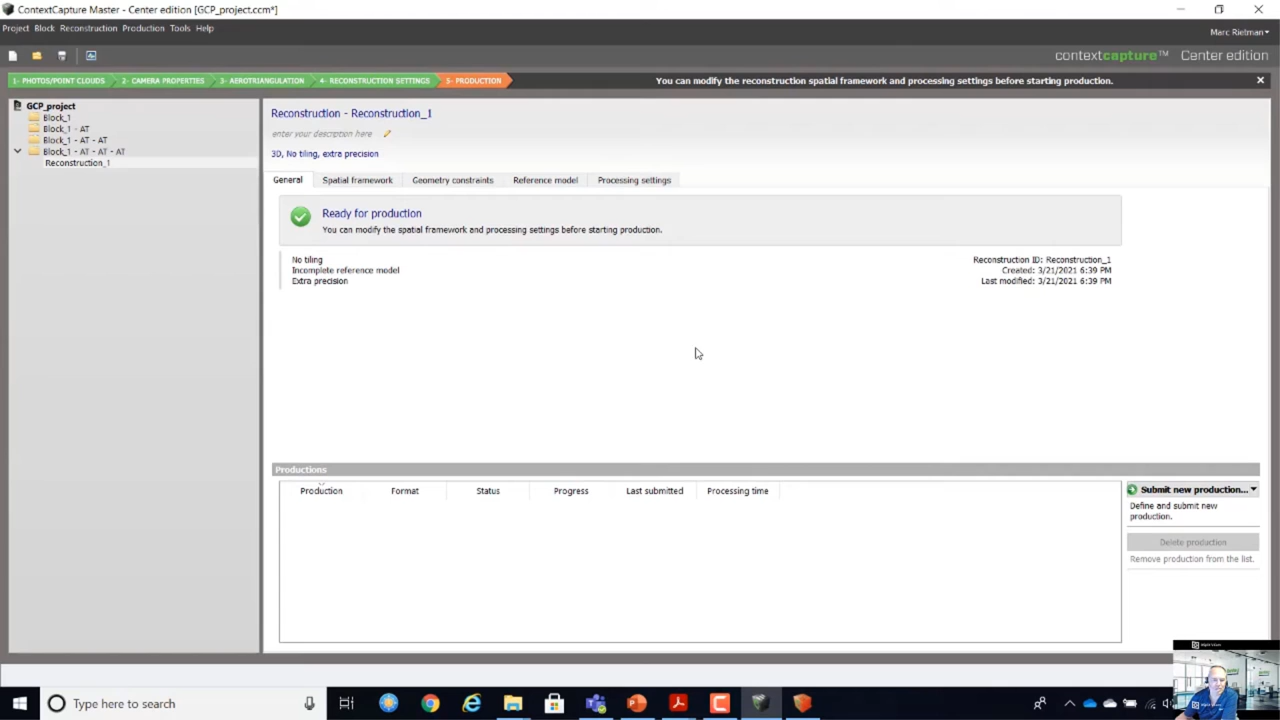 ContextCapture Master - Center edition [GCP_project.ccm*]
Project Block Reconstruction Production Tools Help
Marc Rietman
contextcapture™ Center edition
1- PHOTOS/POINT CLOUDS 2- CAMERA PROPERTIES 3- AEROTRIANGULATION 4- RECONSTRUCTION SETTINGS 5- PRODUCTION
You can modify the reconstruction spatial framework and processing settings before starting production.
GCP_project
Block_1
Block_1 - AT
Block_1 - AT - AT
Block_1 - AT - AT - AT
Reconstruction_1
Reconstruction - Reconstruction_1
enter your description here
3D, No tiling, extra precision
General Spatial framework Geometry constraints Reference model Processing settings
Ready for production
You can modify the spatial framework and processing settings before starting production.
No tiling
Incomplete reference model
Extra precision
Reconstruction ID: Reconstruction_1
Created: 3/21/2021 6:39 PM
Last modified: 3/21/2021 6:39 PM
Productions
Production Format Status Progress Last submitted Processing time
Submit new production...
Define and submit new
production.
Delete production
Remove production from the list.
Type here to search